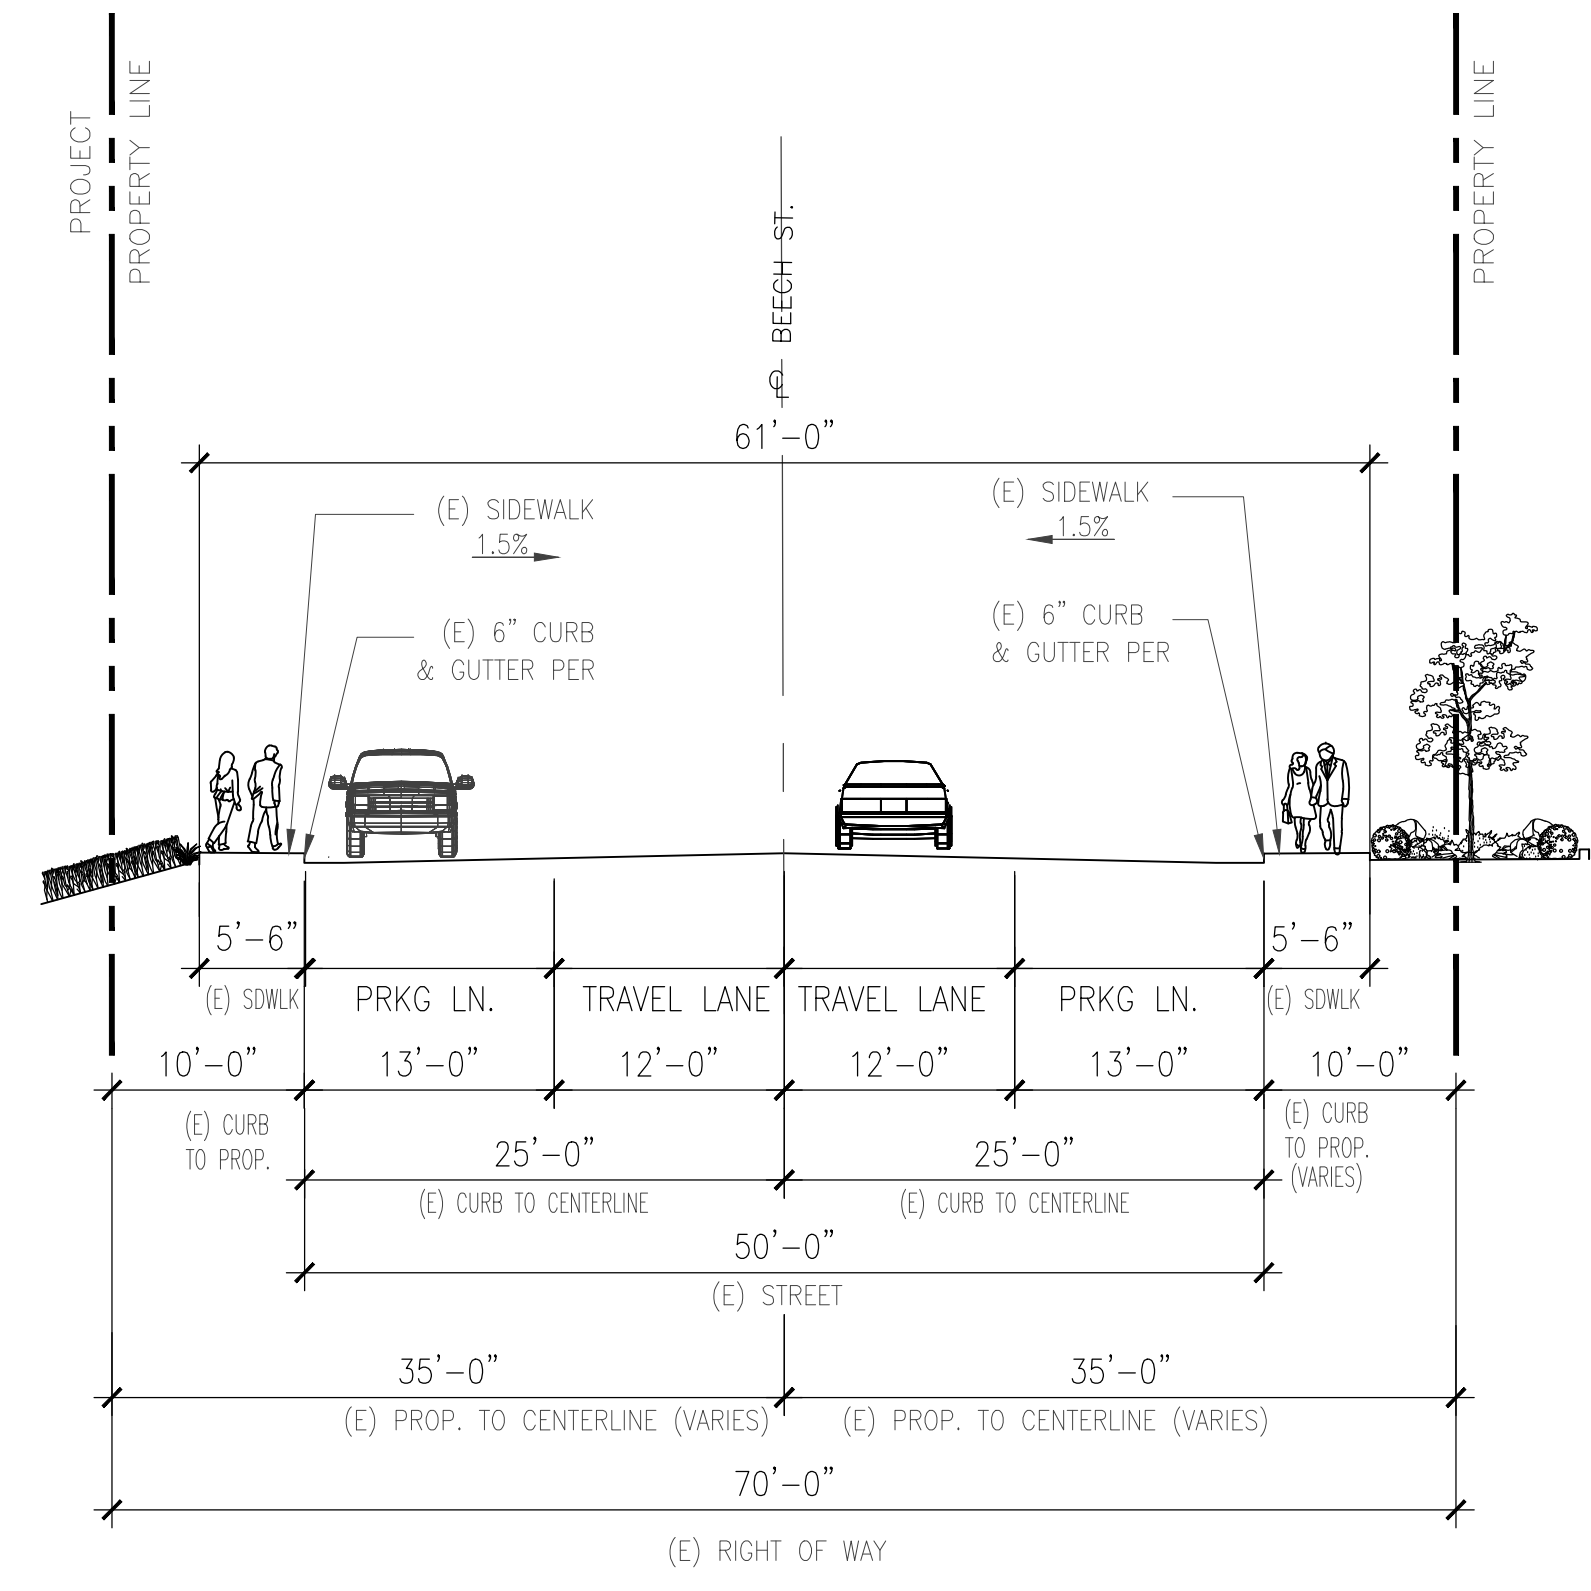 PROJECT
PROPERTY LINE
PROPERTY LINE
℄ BEECH ST.
61'-0"
(E) SIDEWALK
1.5%
(E) SIDEWALK
1.5%
(E) 6" CURB
& GUTTER PER
(E) 6" CURB
& GUTTER PER
5'-6"
5'-6"
(E) SDWLK
PRKG LN.
TRAVEL LANE
TRAVEL LANE
PRKG LN.
(E) SDWLK
10'-0"
13'-0"
12'-0"
12'-0"
13'-0"
10'-0"
(E) CURB
TO PROP.
(E) CURB
TO PROP.
(VARIES)
25'-0"
25'-0"
(E) CURB TO CENTERLINE
(E) CURB TO CENTERLINE
50'-0"
(E) STREET
35'-0"
35'-0"
(E) PROP. TO CENTERLINE (VARIES)
(E) PROP. TO CENTERLINE (VARIES)
70'-0"
(E) RIGHT OF WAY